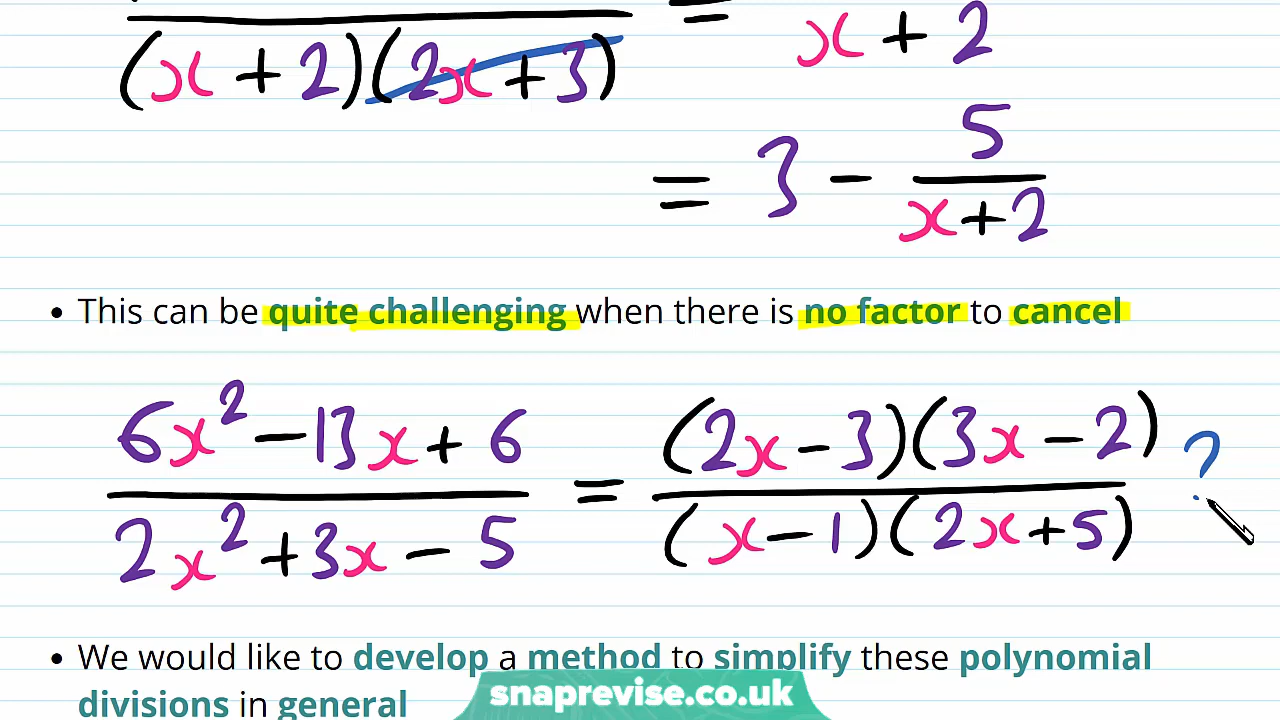 (x + 2)(2x + 3) = x + 2
= 3 - 5/(x+2)
• This can be quite challenging when there is no factor to cancel
(6x² - 13x + 6)/(2x² + 3x - 5) = ((2x - 3)(3x - 2))/((x - 1)(2x + 5)) ?
• We would like to develop a method to simplify these polynomial
divisions in general
snaprevise.co.uk